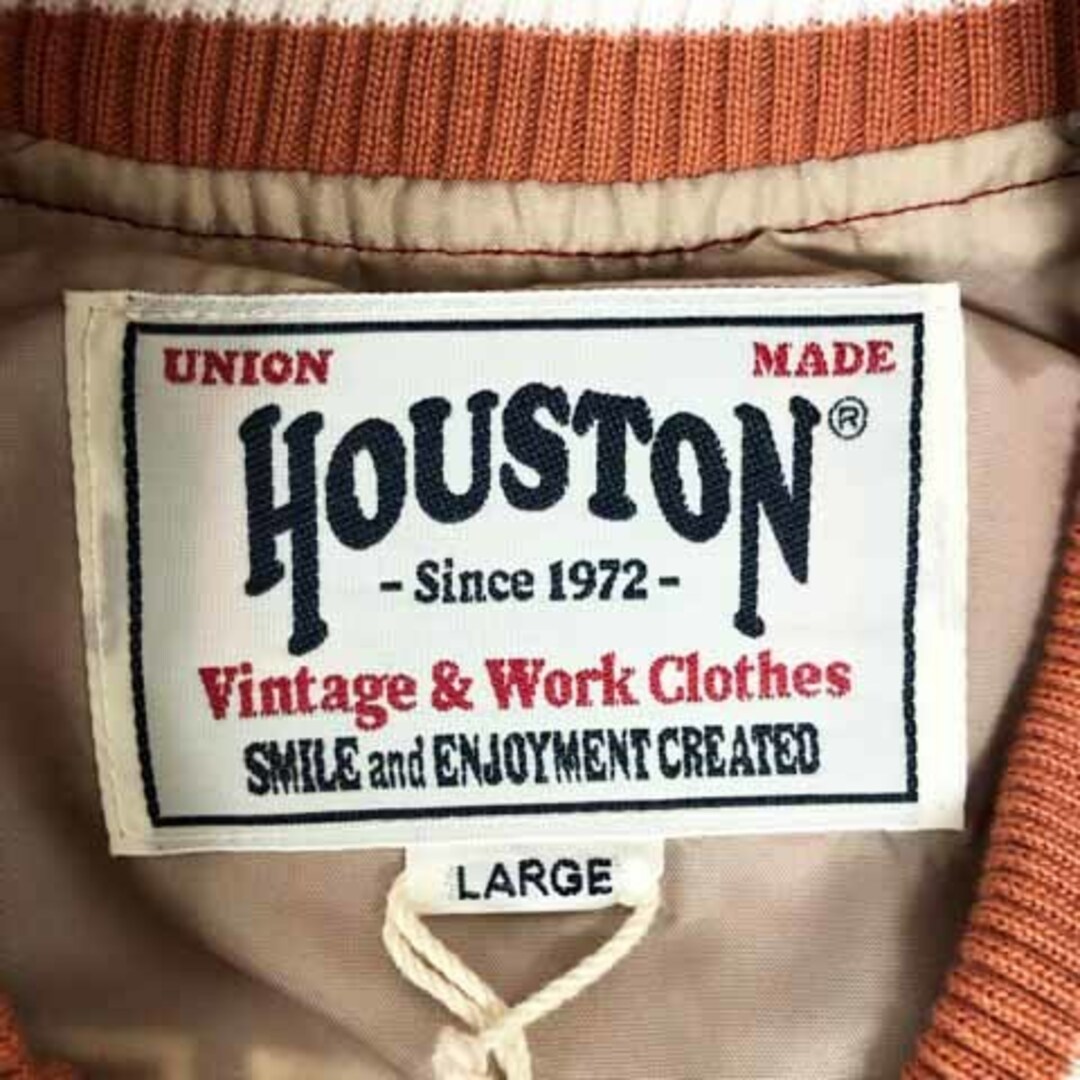 UNION MADE
HOUSTON®
- Since 1972 -
Vintage & Work Clothes
SMILE and ENJOYMENT CREATED
LARGE